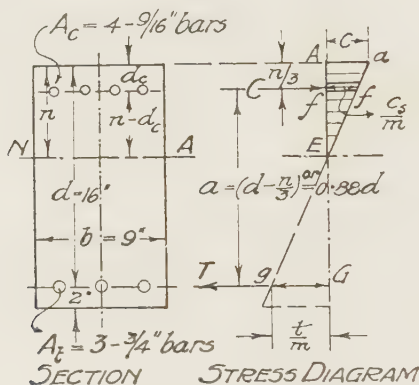 A_c = 4-9/16" bars
d_c
n
n-d_c
N
A
d=16"
b = 9"
2"
A_t = 3-3/4" bars
SECTION
A
C
a
n/3
C
f
f
c_s/m
E
a = (d - n/3) or 0.88d
T
g
G
t/m
STRESS DIAGRAM